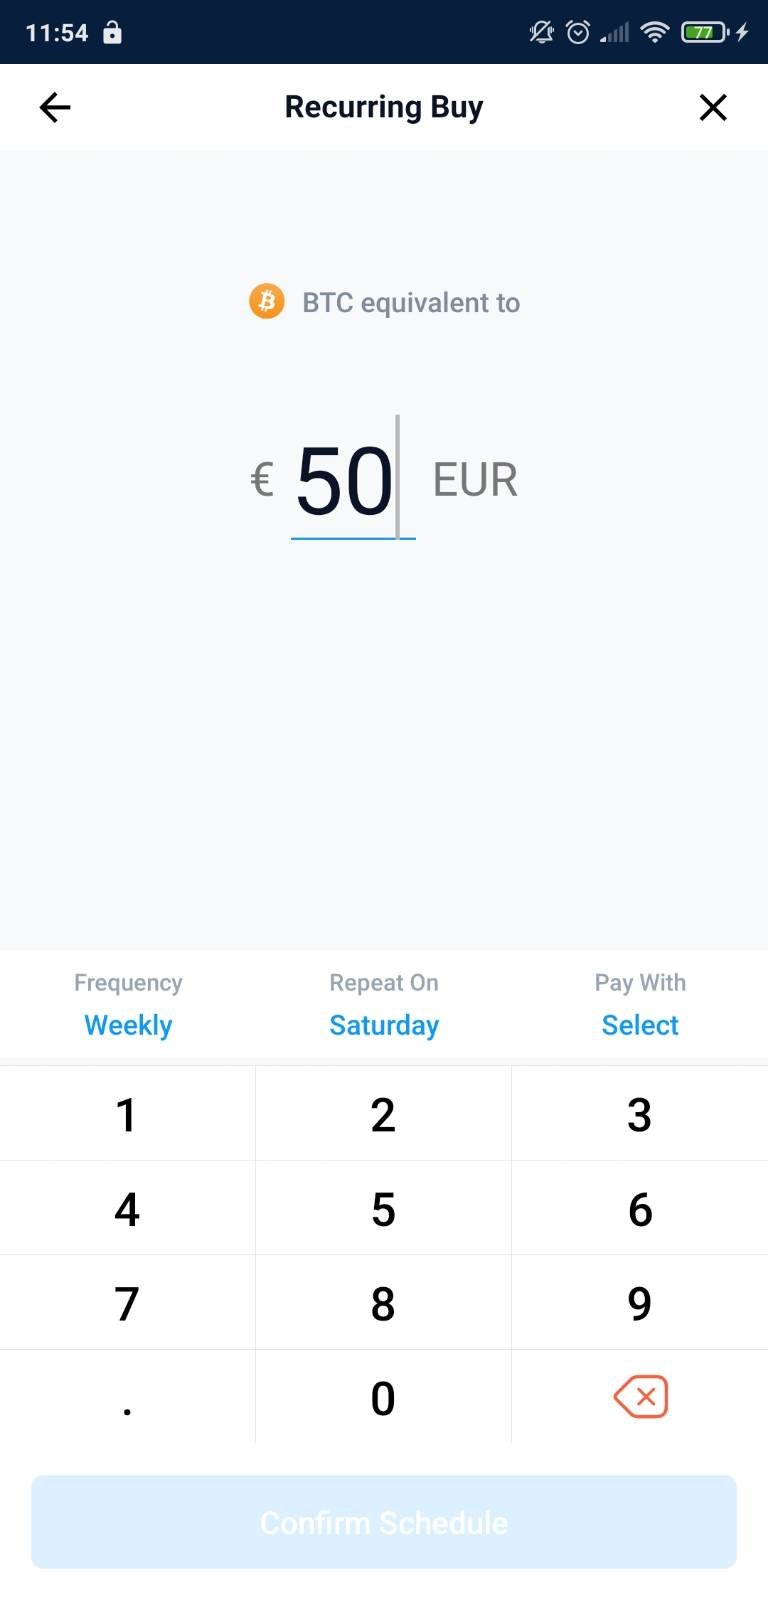 11:54 77
Recurring Buy
BTC equivalent to
€ 50 EUR
Frequency Repeat On Pay With
Weekly Saturday Select
1 2 3
4 5 6
7 8 9
. 0
Confirm Schedule